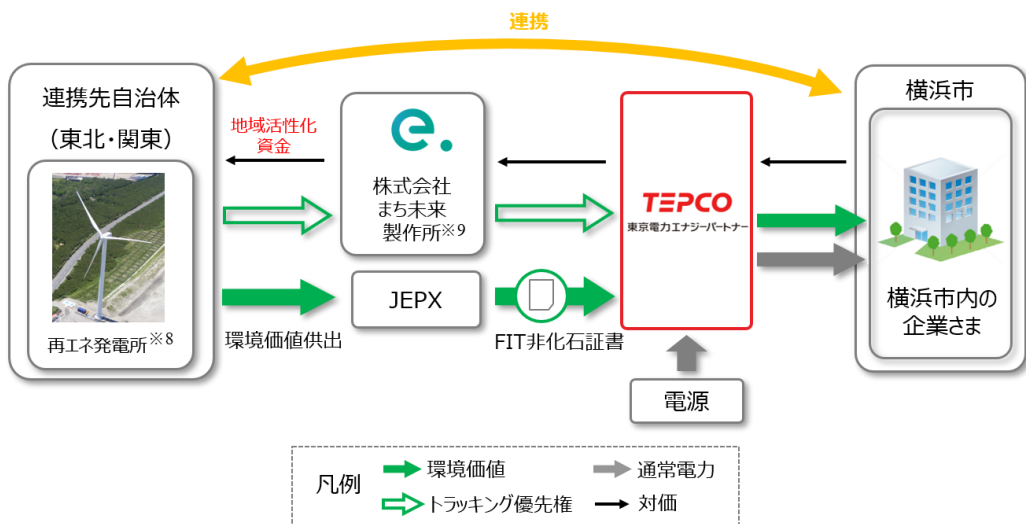 連携
連携先自治体
（東北・関東）
再エネ発電所※8
地域活性化
資金
環境価値供出
e.
株式会社
まち未来
製作所※9
JEPX
FIT非化石証書
TEPCO
東京電力エナジーパートナー
電源
横浜市
横浜市内の
企業さま
凡例
環境価値
通常電力
トラッキング優先権
対価